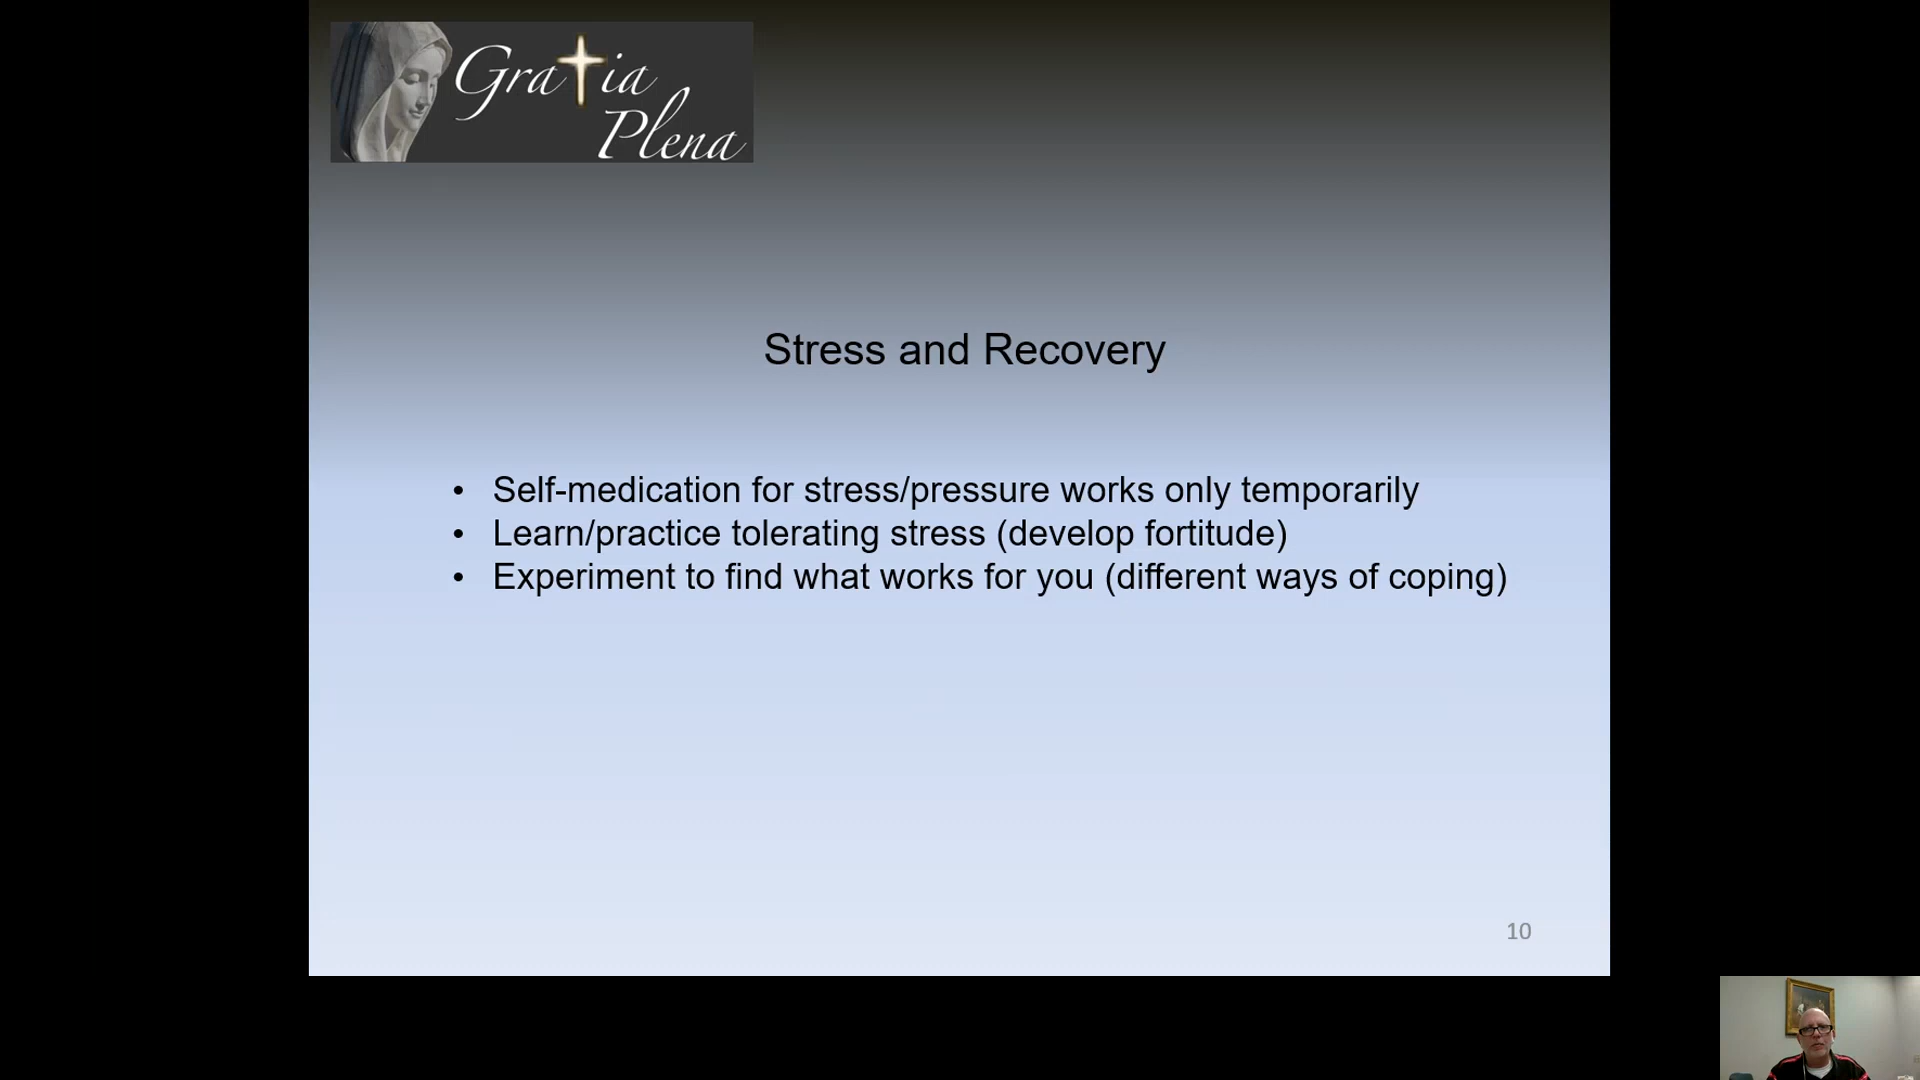 Gratia
Plena
Stress and Recovery
• Self-medication for stress/pressure works only temporarily
• Learn/practice tolerating stress (develop fortitude)
• Experiment to find what works for you (different ways of coping)
10